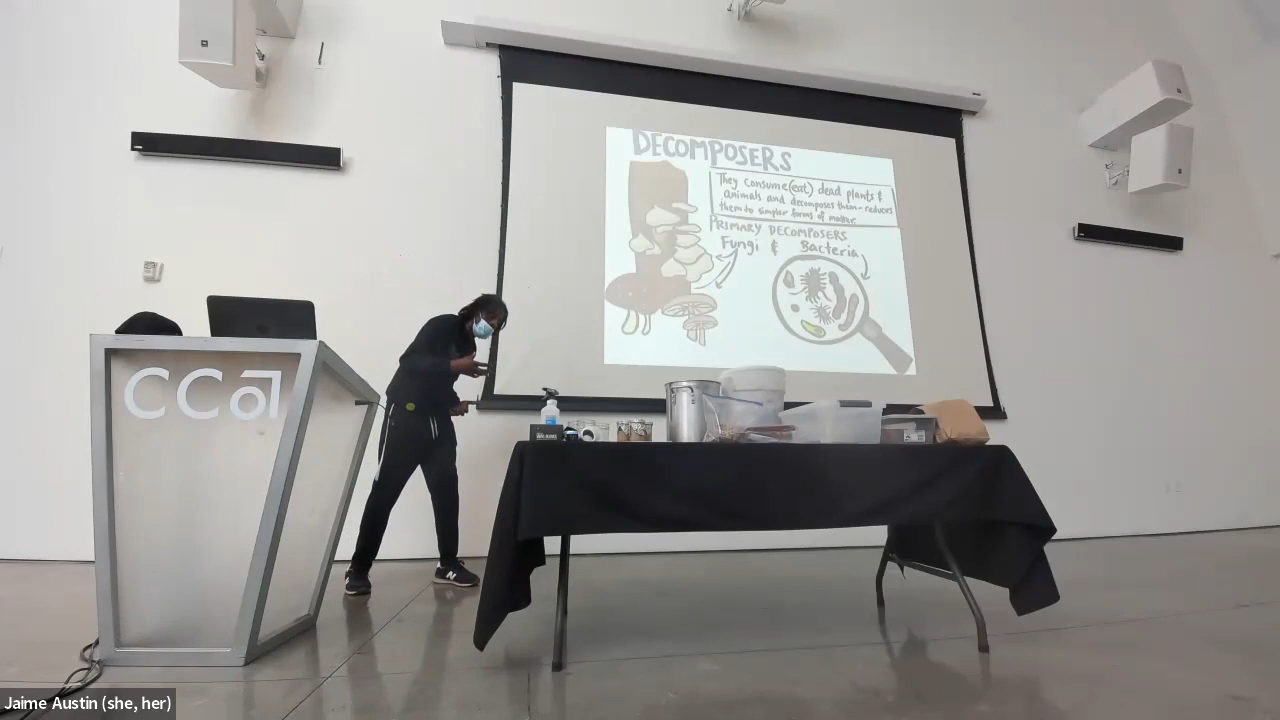 DECOMPOSERS
They consume(eat) dead plants &
animals and decomposes them-reducers
them to simpler forms of matter.
PRIMARY DECOMPOSERS
Fungi & Bacteria
CCA
N
Jaime Austin (she, her)